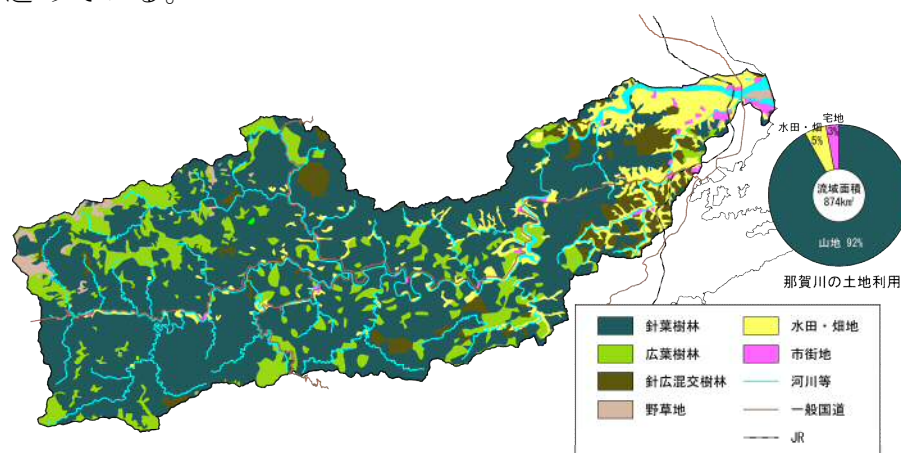 宅地
水田・畑
3%
5%
流域面積
874km²
山地 92%
那賀川の土地利用
針葉樹林
水田・畑地
広葉樹林
市街地
針広混交樹林
河川等
野草地
一般国道
JR